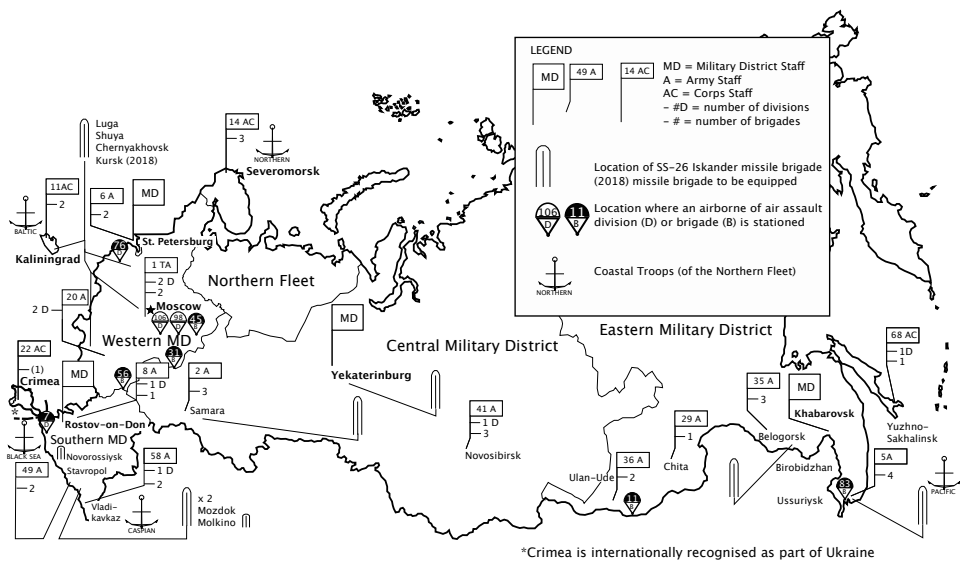 LEGEND
MD
49 A
14 AC
MD = Military District Staff
A = Army Staff
AC = Corps Staff
– #D = number of divisions
– # = number of brigades
Location of SS–26 Iskander missile brigade
(2018) missile brigade to be equipped
106
D
11
B
Location where an airborne of air assault
division (D) or brigade (B) is stationed
NORTHERN
Coastal Troops (of the Northern Fleet)
Luga
Shuya
Chernyakhovsk
Kursk (2018)
14 AC
3
NORTHERN
Severomorsk
11AC
2
6 A
2
MD
BALTIC
Kaliningrad
76
D
St. Petersburg
1 TA
2 D
2
Northern Fleet
20 A
2 D
Moscow
106
D
98
D
45
B
Western MD
31
B
MD
Central Military District
Eastern Military District
Yekaterinburg
22 AC
(1)
Crimea
*
MD
56
B
8 A
1 D
1
2 A
3
Samara
7
D
Rostov–on–Don
Southern MD
BLACK SEA
Novorossiysk
Stavropol
49 A
2
58 A
1 D
2
Vladi–
kavkaz
CASPIAN
x 2
Mozdok
Molkino
41 A
1 D
3
Novosibirsk
36 A
2
Ulan–Ude
11
B
29 A
1
Chita
35 A
3
Belogorsk
MD
Khabarovsk
Birobidzhan
68 AC
1D
1
Yuzhno–
Sakhalinsk
5A
4
83
B
Ussuriysk
PACIFIC
*Crimea is internationally recognised as part of Ukraine